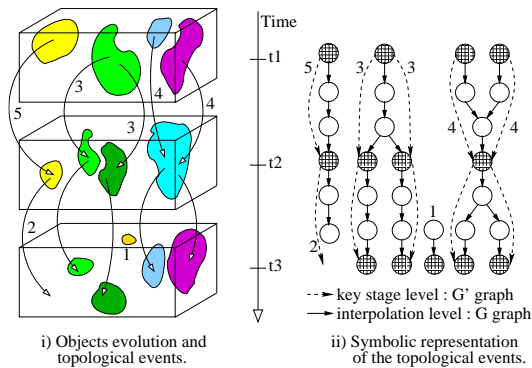 Time
t1
t2
t3
5
3
4
3
4
2
1
i) Objects evolution and
topological events.
5
3
3
4
4
1
2
key stage level : G' graph
interpolation level : G graph
ii) Symbolic representation
of the topological events.